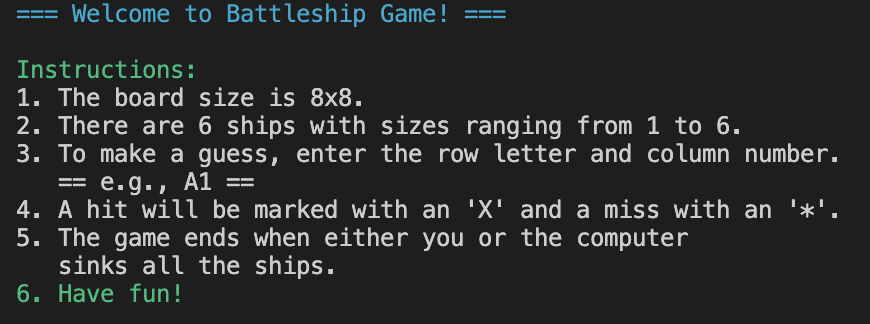 === Welcome to Battleship Game! ===
Instructions:
1. The board size is 8x8.
2. There are 6 ships with sizes ranging from 1 to 6.
3. To make a guess, enter the row letter and column number.
== e.g., A1 ==
4. A hit will be marked with an 'X' and a miss with an '*'.
5. The game ends when either you or the computer
sinks all the ships.
6. Have fun!